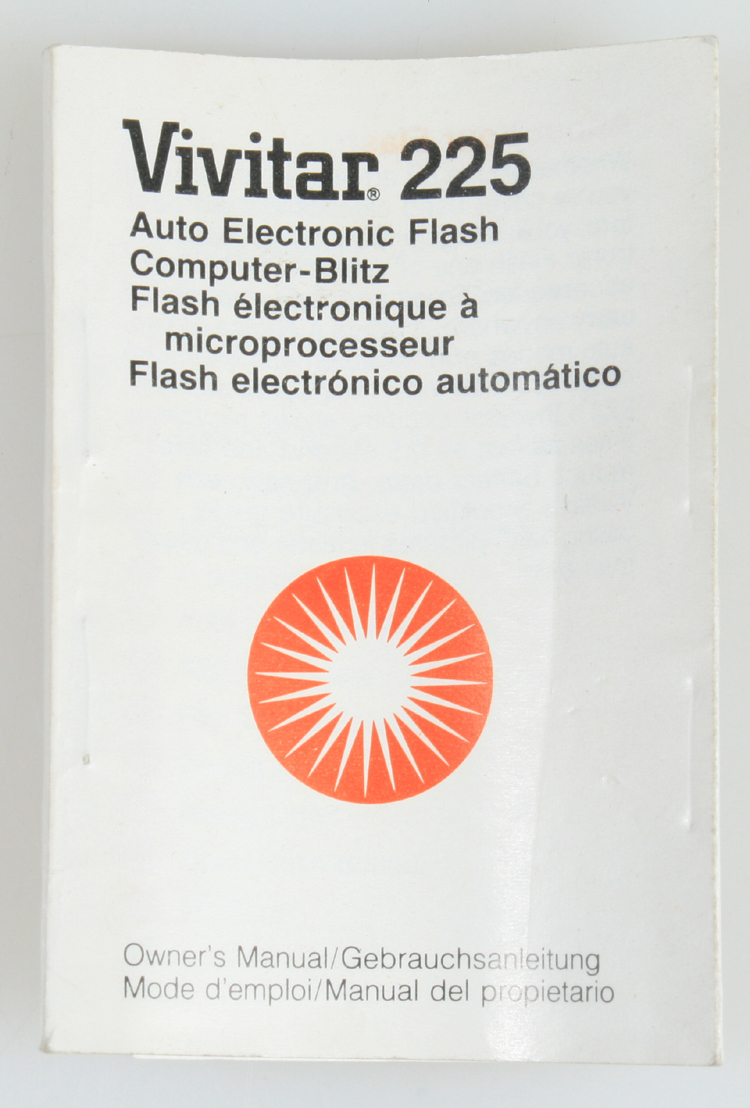 Vivitar® 225
Auto Electronic Flash
Computer-Blitz
Flash électronique à
microprocesseur
Flash electrónico automático
Owner's Manual/Gebrauchsanleitung
Mode d'emploi/Manual del propietario